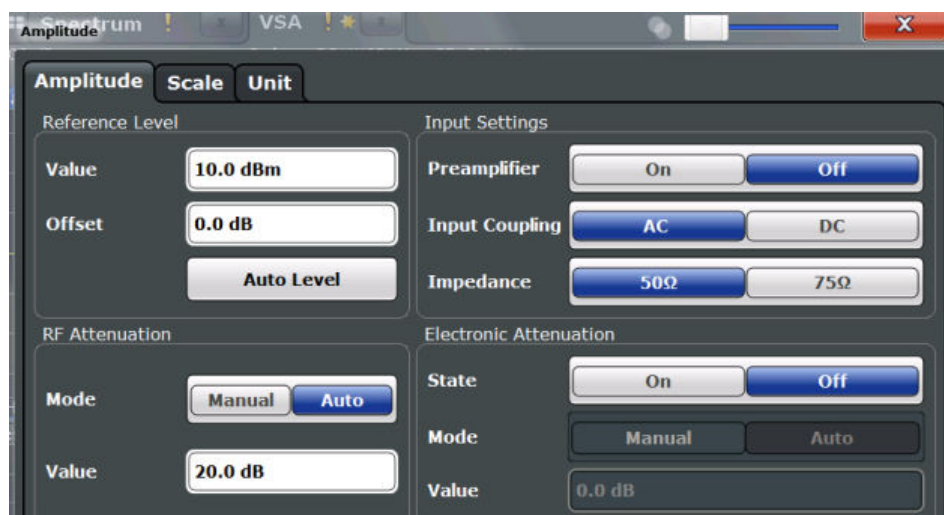 Spectrum ! VSA !
Amplitude
Amplitude Scale Unit
Reference Level
Value 10.0 dBm
Offset 0.0 dB
Auto Level
Input Settings
Preamplifier On Off
Input Coupling AC DC
Impedance 50Ω 75Ω
RF Attenuation
Mode Manual Auto
Value 20.0 dB
Electronic Attenuation
State On Off
Mode Manual Auto
Value 0.0 dB